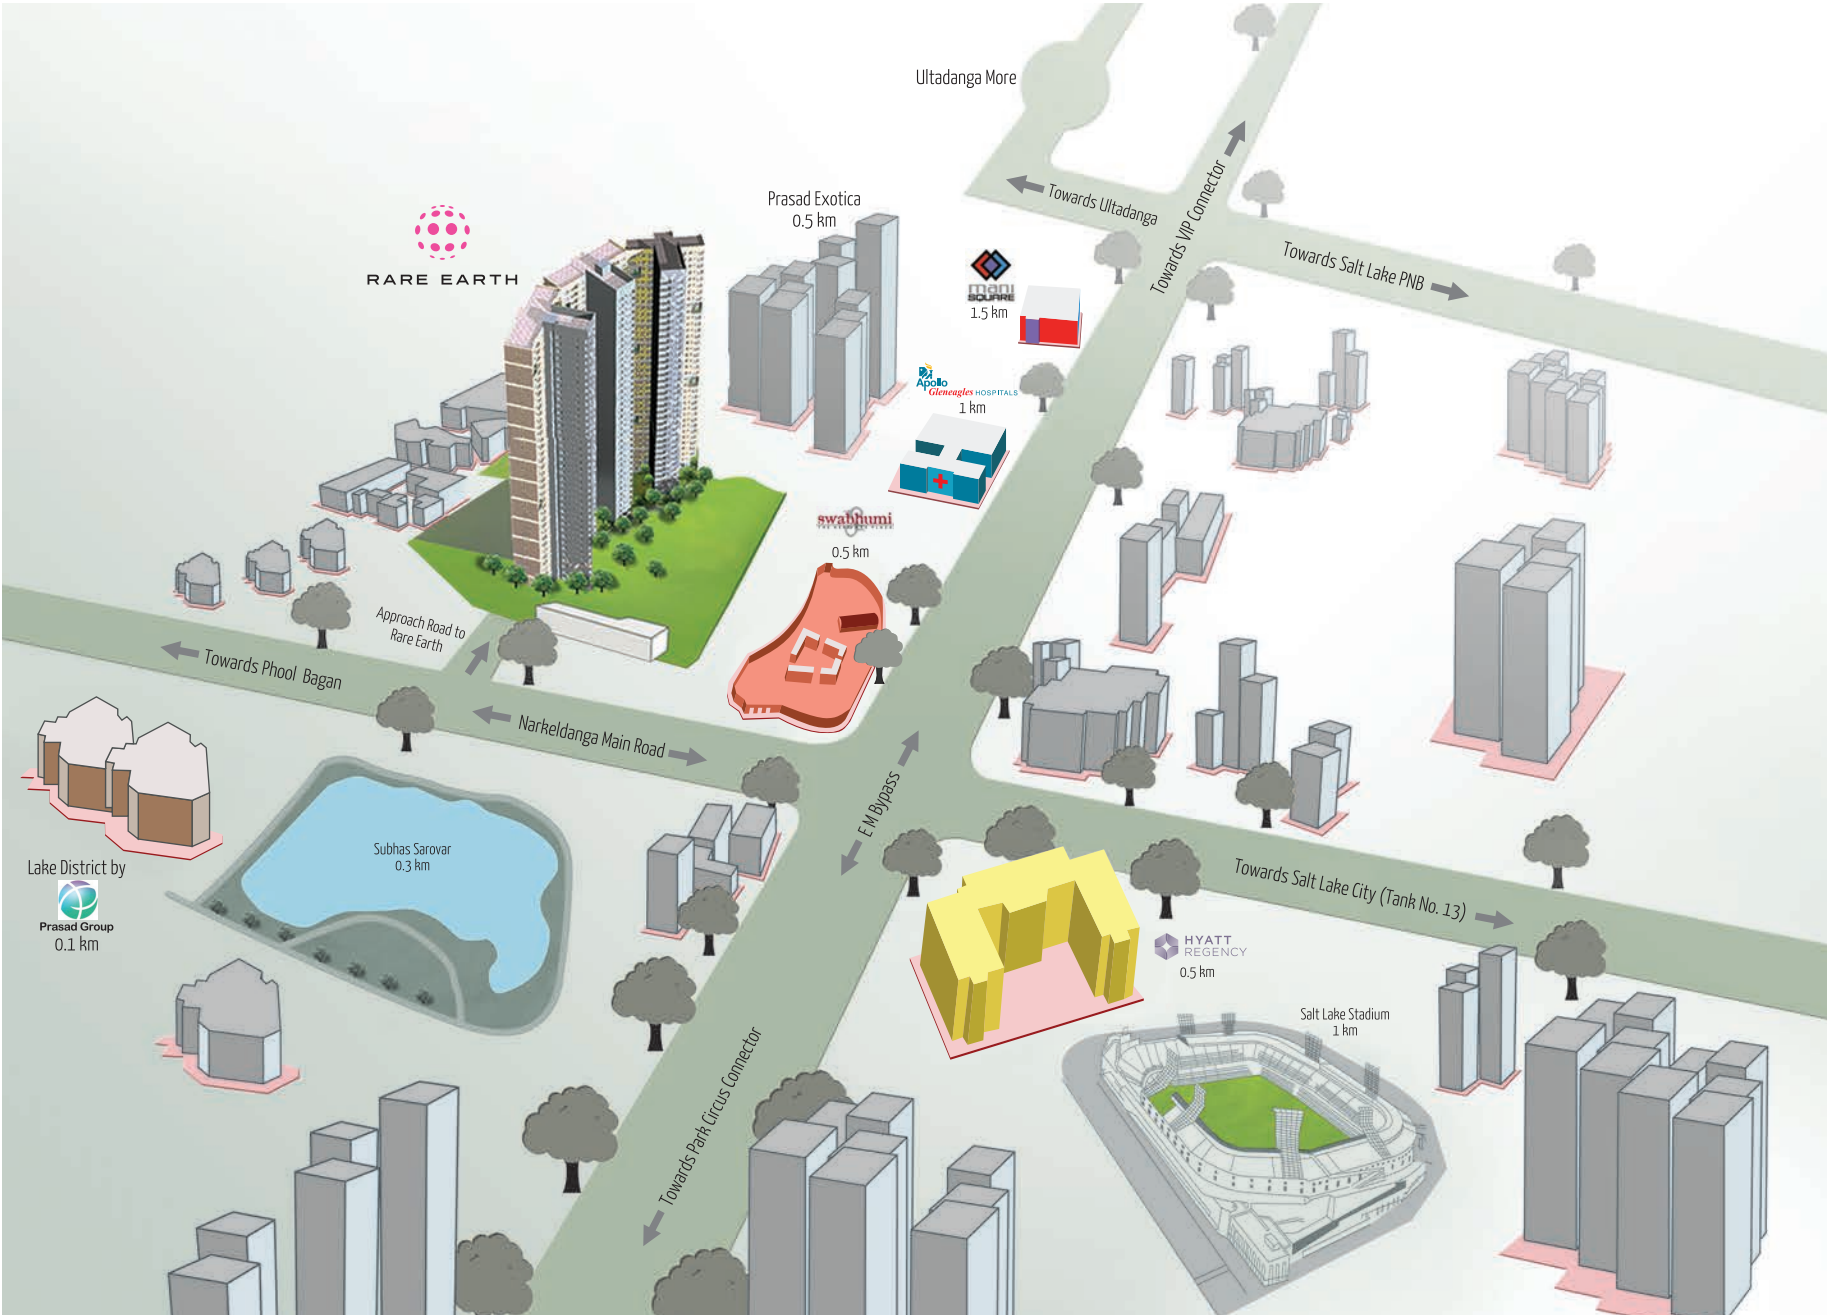 Ultadanga More
Towards Ultadanga
Towards VIP Connector
Towards Salt Lake PNB
RARE EARTH
Prasad Exotica
0.5 km
mani
SQUARE
1.5 km
Apollo
Gleneagles HOSPITALS
1 km
swabhumi
0.5 km
Approach Road to
Rare Earth
Towards Phool Bagan
Narkeldanga Main Road
E M Bypass
Subhas Sarovar
0.3 km
Lake District by
Prasad Group
0.1 km
Towards Salt Lake City (Tank No. 13)
HYATT
REGENCY
0.5 km
Salt Lake Stadium
1 km
Towards Park Circus Connector